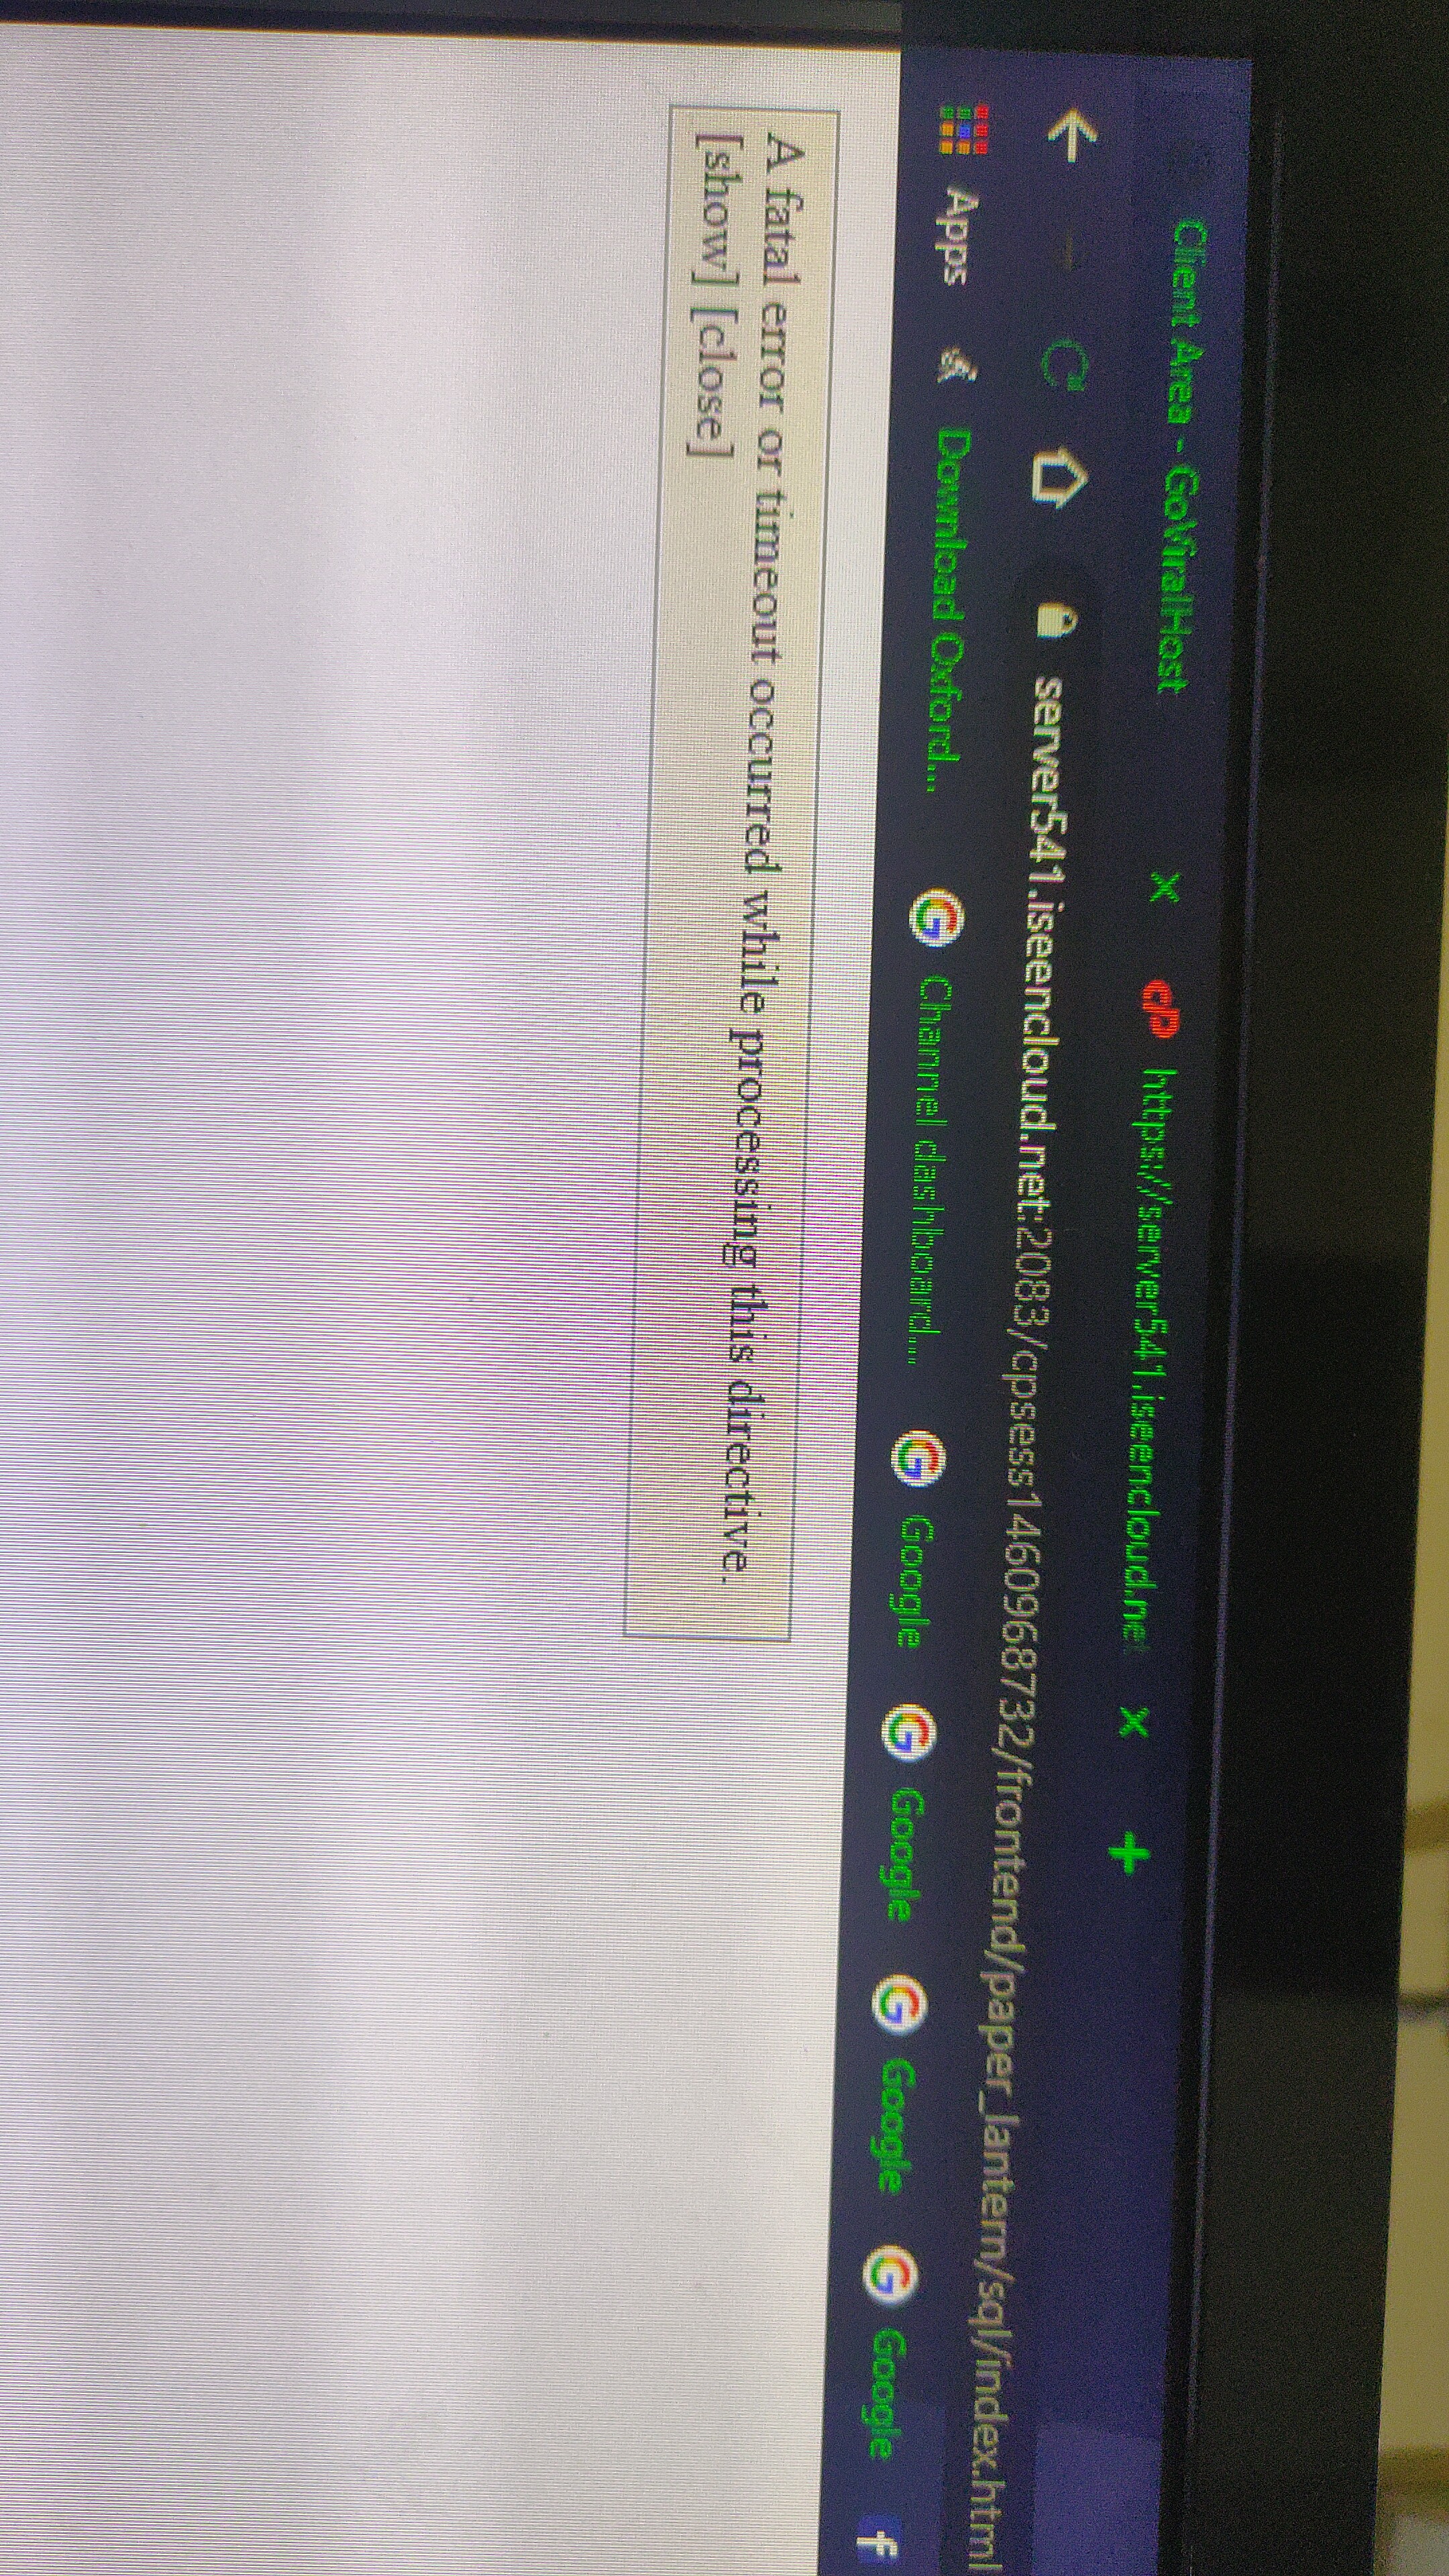 Client Area - GoViralHost
cP https://server541.iseencloud.net
server541.iseencloud.net:2083/cpsess1460968732/frontend/paper_lantern/sql/index.html
Apps Download Oxford... Channel dashboard... Google Google Google Google
A fatal error or timeout occurred while processing this directive.
[show] [close]